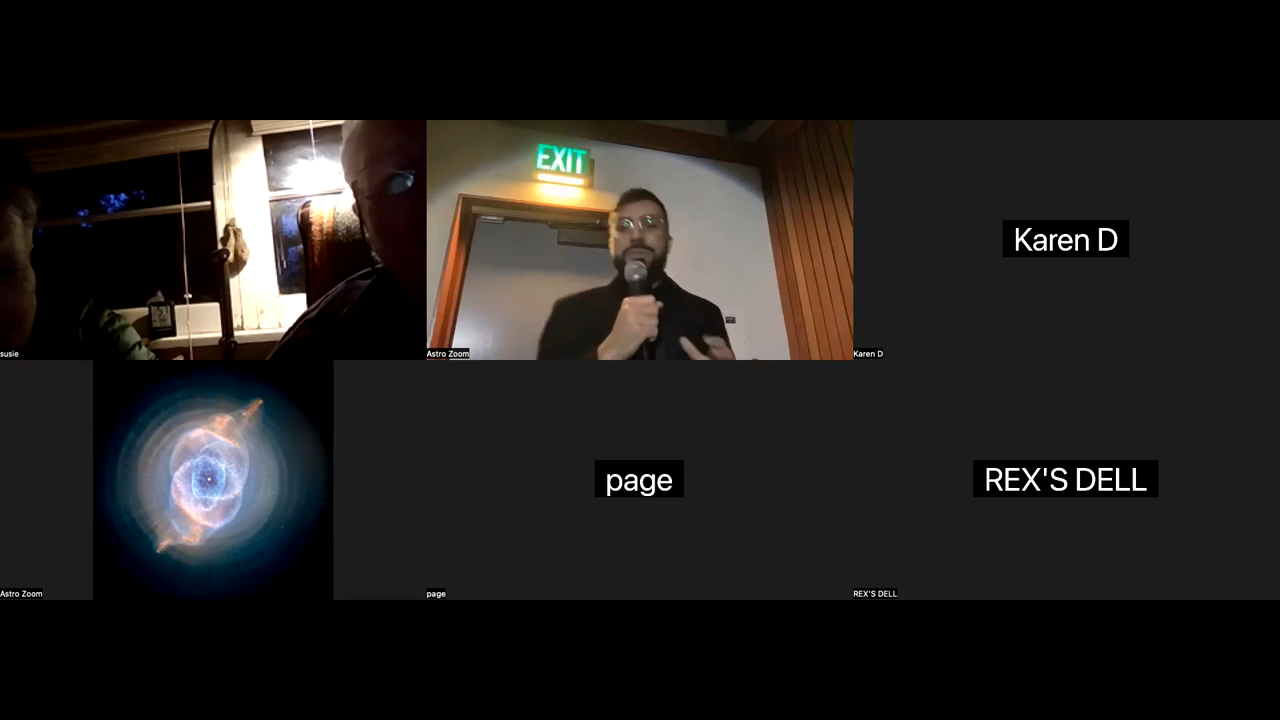 EXIT
Karen D
susie
Astro Zoom
Karen D
page
REX'S DELL
Astro Zoom
page
REX'S DELL